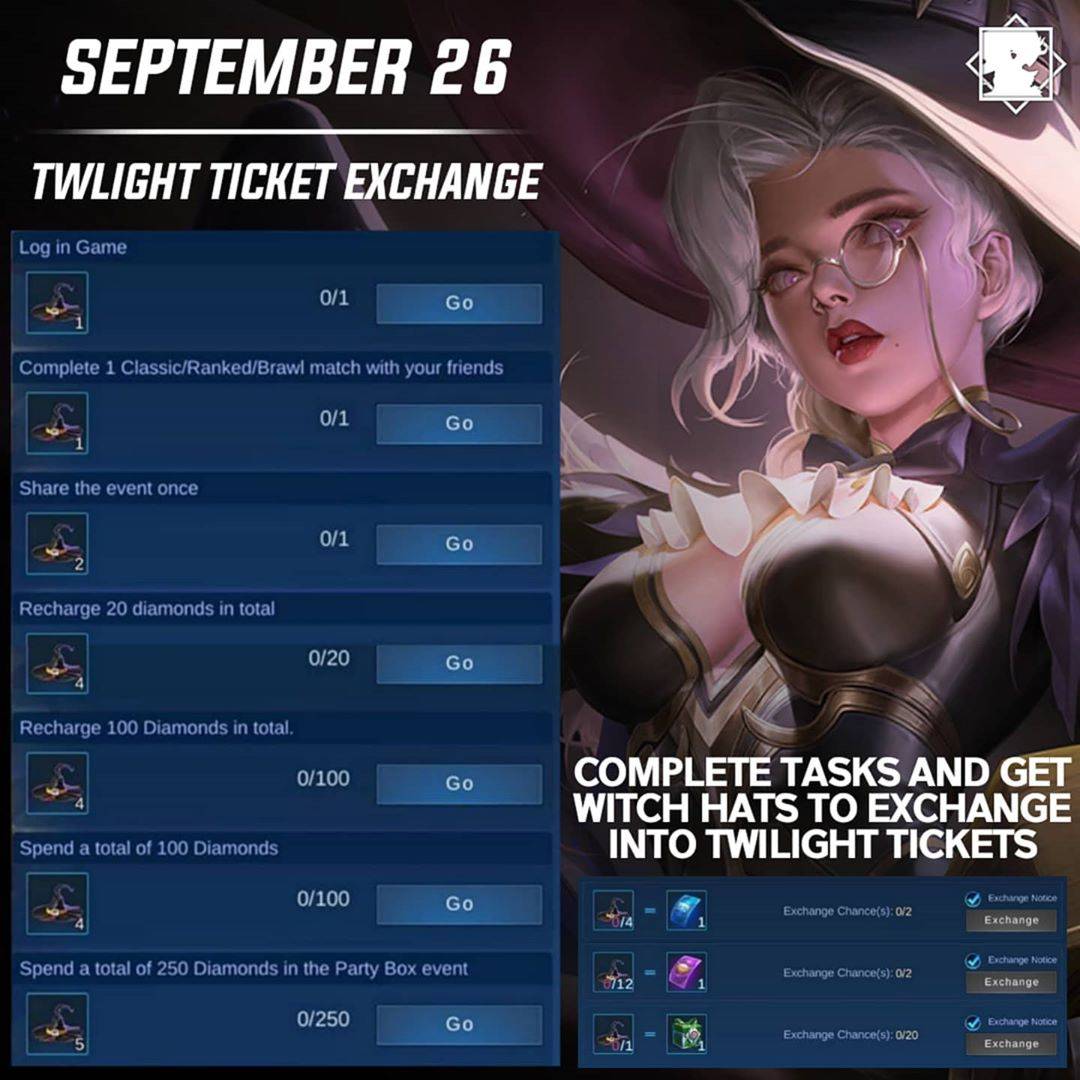 SEPTEMBER 26
TWLIGHT TICKET EXCHANGE
Log in Game
1
0/1
Go
Complete 1 Classic/Ranked/Brawl match with your friends
1
0/1
Go
Share the event once
2
0/1
Go
Recharge 20 diamonds in total
4
0/20
Go
Recharge 100 Diamonds in total.
4
0/100
Go
Spend a total of 100 Diamonds
4
0/100
Go
Spend a total of 250 Diamonds in the Party Box event
5
0/250
Go
COMPLETE TASKS AND GET
WITCH HATS TO EXCHANGE
INTO TWILIGHT TICKETS
0/4 = 1
Exchange Chance(s): 0/2
Exchange Notice
Exchange
0/12 = 1
Exchange Chance(s): 0/2
Exchange Notice
Exchange
0/1 = 1
Exchange Chance(s): 0/20
Exchange Notice
Exchange